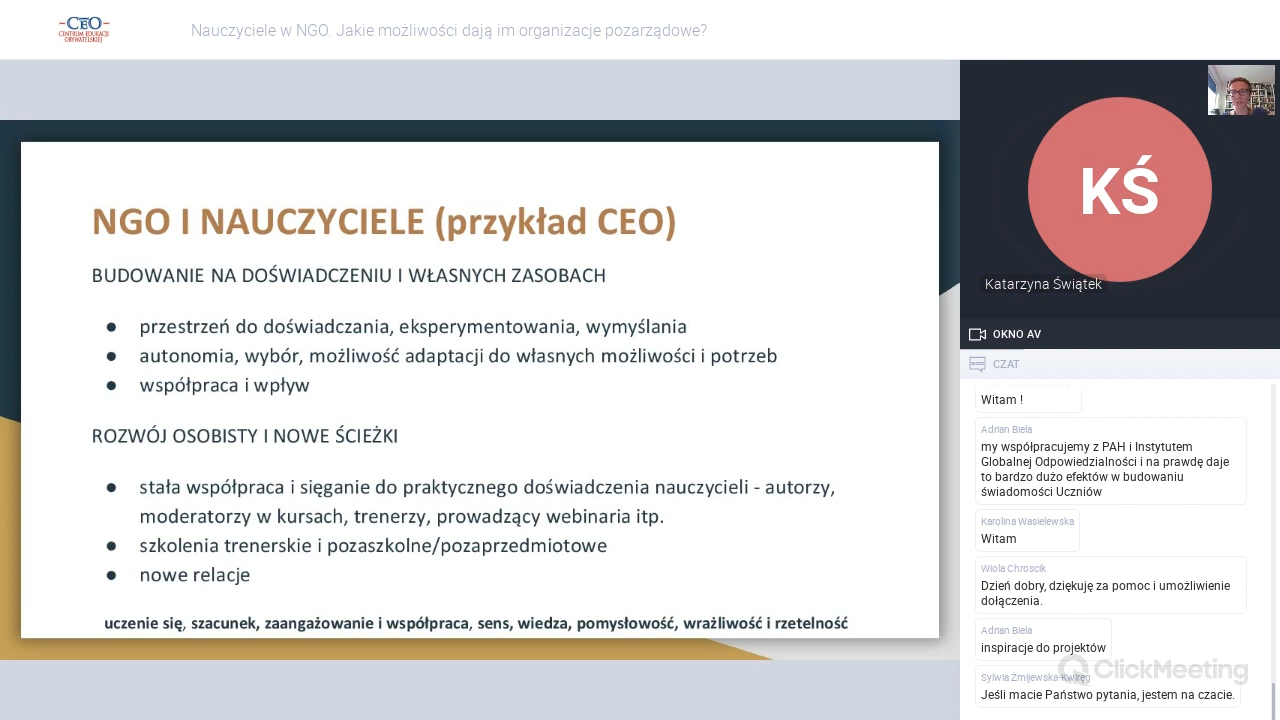 CEO
CENTRUM EDUKACJI
OBYWATELSKIEJ
Nauczyciele w NGO. Jakie możliwości dają im organizacje pozarządowe?
NGO I NAUCZYCIELE (przykład CEO)
BUDOWANIE NA DOŚWIADCZENIU I WŁASNYCH ZASOBACH
● przestrzeń do doświadczania, eksperymentowania, wymyślania
● autonomia, wybór, możliwość adaptacji do własnych możliwości i potrzeb
● współpraca i wpływ
ROZWÓJ OSOBISTY I NOWE ŚCIEŻKI
● stała współpraca i sięganie do praktycznego doświadczenia nauczycieli - autorzy,
moderatorzy w kursach, trenerzy, prowadzący webinaria itp.
● szkolenia trenerskie i pozaszkolne/pozaprzedmiotowe
● nowe relacje
uczenie się, szacunek, zaangażowanie i współpraca, sens, wiedza, pomysłowość, wrażliwość i rzetelność
KŚ
Katarzyna Świątek
OKNO AV
CZAT
Witam !
Adrian Biela
my współpracujemy z PAH i Instytutem
Globalnej Odpowiedzialności i na prawdę daje
to bardzo dużo efektów w budowaniu
świadomości Uczniów
Karolina Wasielewska
Witam
Wiola Chroscik
Dzień dobry, dziękuję za pomoc i umożliwienie
dołączenia.
Adrian Biela
inspiracje do projektów
ClickMeeting
Sylwia Żmijewska-Kwiręg
Jeśli macie Państwo pytania, jestem na czacie.